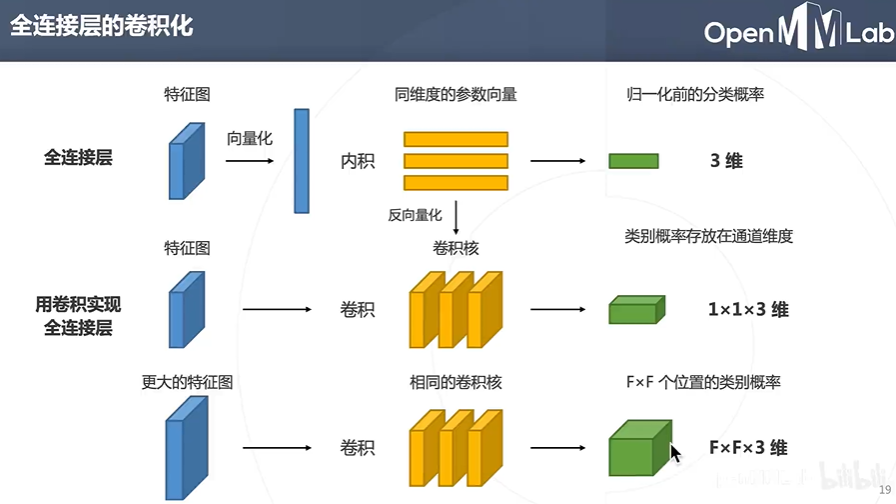 全连接层的卷积化
OpenMMLab
特征图
同维度的参数向量
归一化前的分类概率
全连接层
向量化
内积
3 维
反向量化
特征图
卷积核
类别概率存放在通道维度
用卷积实现
全连接层
卷积
1×1×3 维
更大的特征图
相同的卷积核
F×F 个位置的类别概率
卷积
F×F×3 维
bilibili
19